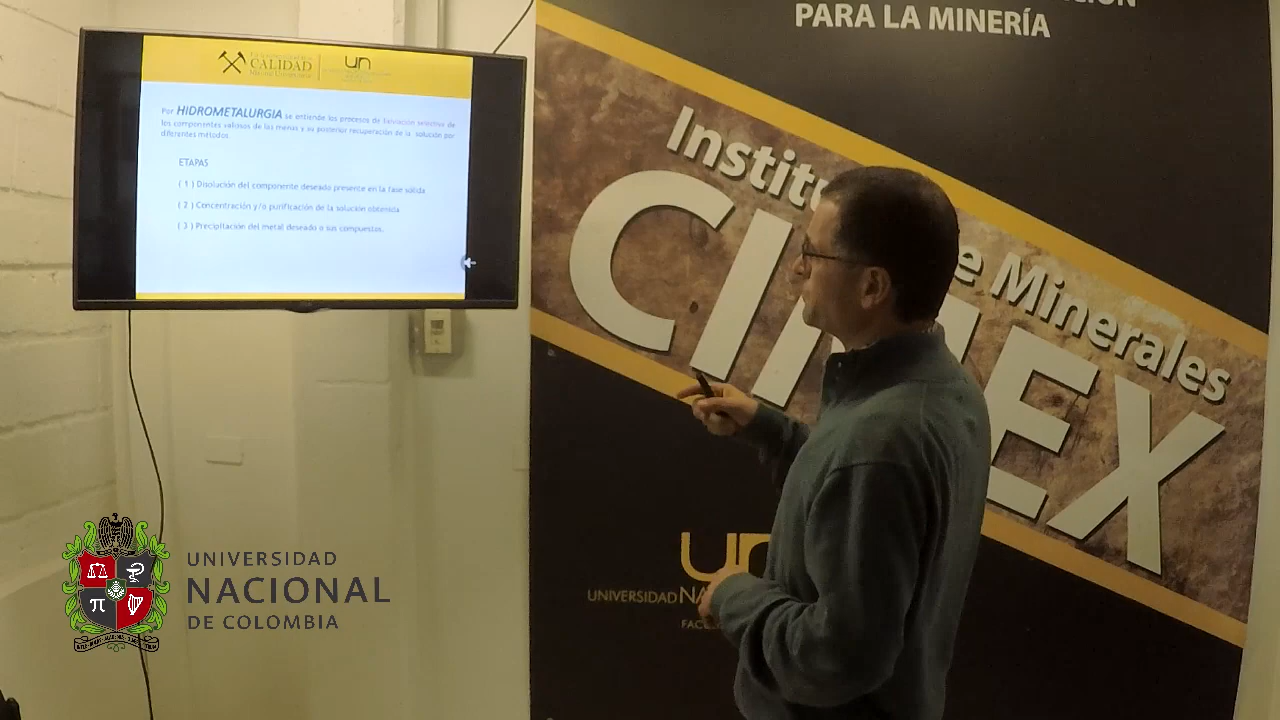 PARA LA MINERÍA
CALIDAD
un
Por HIDROMETALURGIA se entiende los procesos de lixiviación selectiva de
los componentes valiosos de las menas y su posterior recuperación de la solución por
diferentes métodos.
ETAPAS
( 1 ) Disolución del componente deseado presente en la fase sólida
( 2 ) Concentración y/o purificación de la solución obtenida
( 3 ) Precipitación del metal deseado o sus compuestos.
e Minerales
EX
un
UNIVERSIDAD
UNIVERSIDAD
NACIONAL
DE COLOMBIA